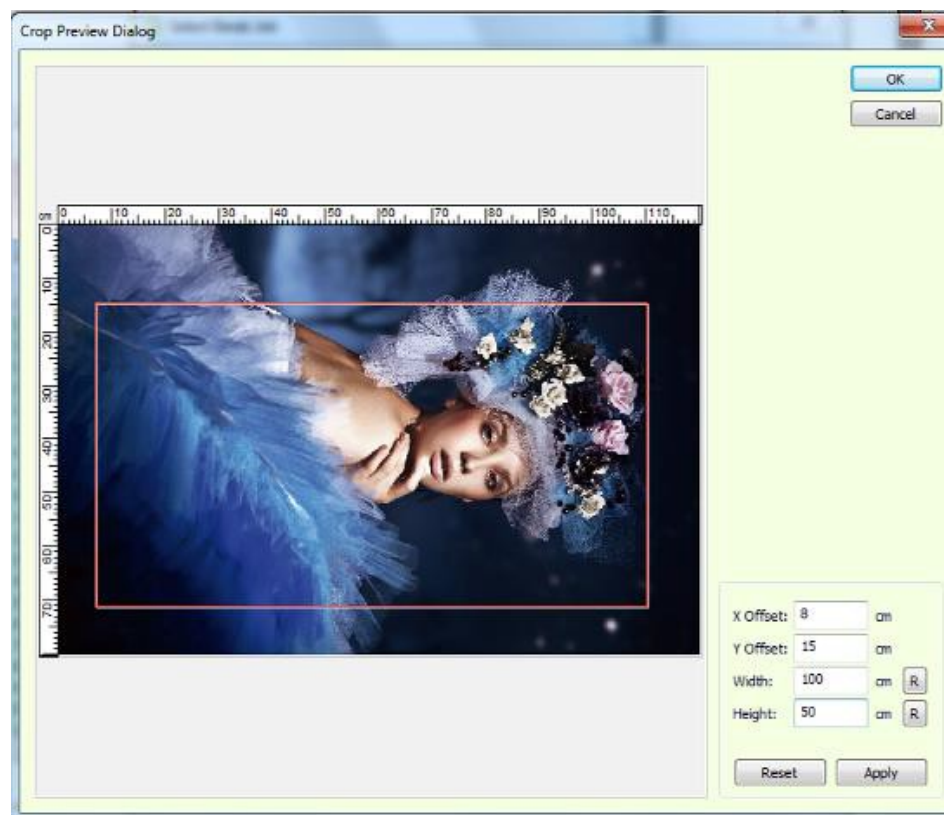 Crop Preview Dialog
OK
Cancel
cm 0 10 20 30 40 50 60 70 80 90 100 110
0
10
20
30
40
50
60
70
X Offset: 8 cm
Y Offset: 15 cm
Width: 100 cm R
Height: 50 cm R
Reset Apply